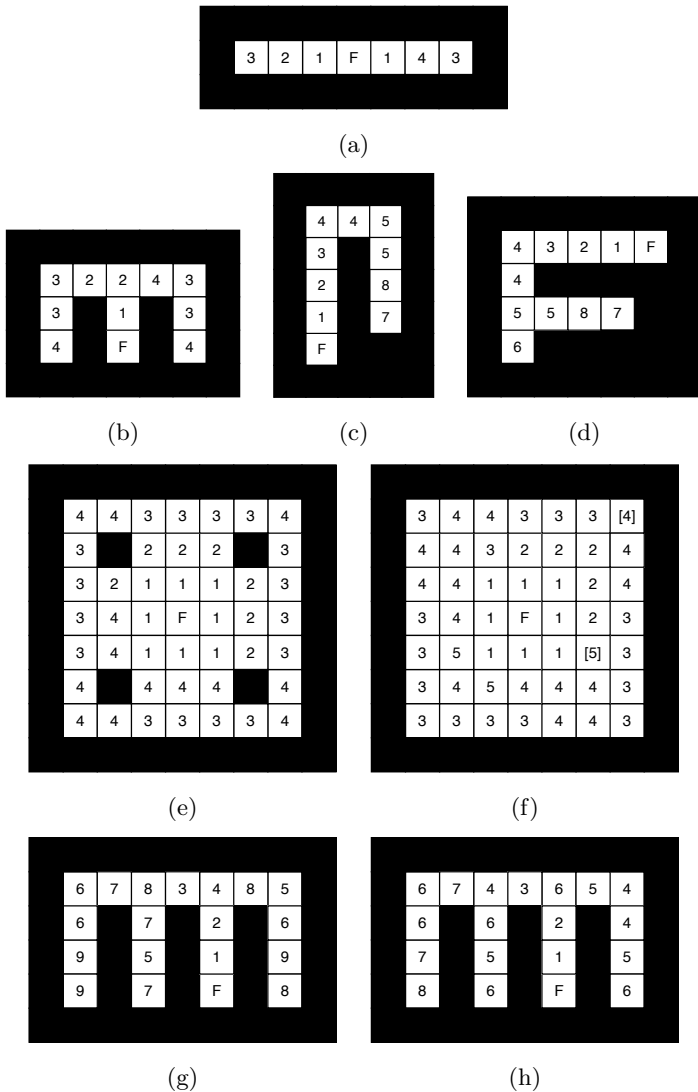 3 2 1 F 1 4 3
(a)
3 2 2 4 3
3 1 3
4 F 4
(b)
4 4 5
3 5
2 8
1 7
F
(c)
4 3 2 1 F
4
5 5 8 7
6
(d)
4 4 3 3 3 3 4
3 2 2 2 3
3 2 1 1 1 2 3
3 4 1 F 1 2 3
3 4 1 1 1 2 3
4 4 4 4 4
4 4 3 3 3 3 4
(e)
3 4 4 3 3 3 [4]
4 4 3 2 2 2 4
4 4 1 1 1 2 4
3 4 1 F 1 2 3
3 5 1 1 1 [5] 3
3 4 5 4 4 4 3
3 3 3 3 4 4 3
(f)
6 7 8 3 4 8 5
6 7 2 6
9 5 1 9
9 7 F 8
(g)
6 7 4 3 6 5 4
6 6 2 4
7 5 1 5
8 6 F 6
(h)